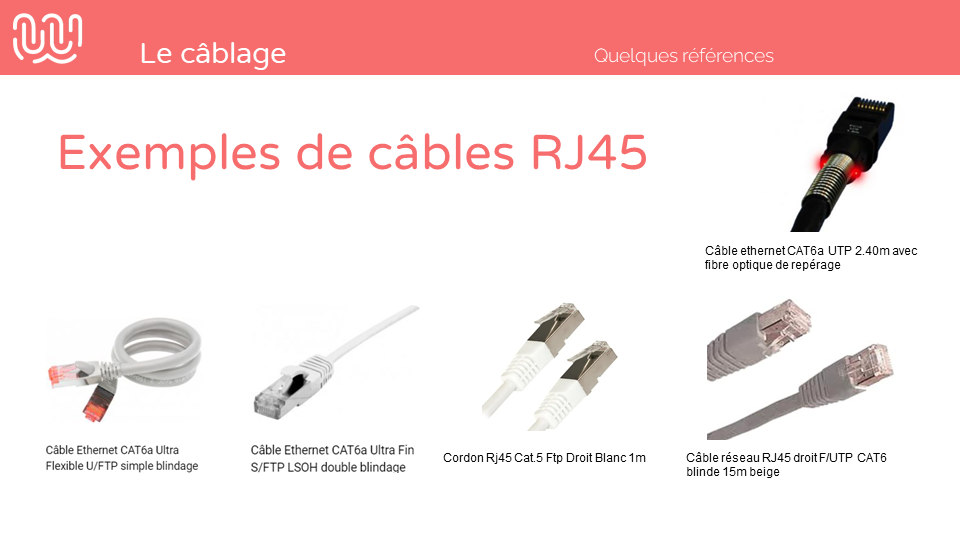 Le câblage
Quelques références
Exemples de câbles RJ45
Câble ethernet CAT6a UTP 2.40m avec
fibre optique de repérage
Câble Ethernet CAT6a Ultra
Flexible U/FTP simple blindage
Câble Ethernet CAT6a Ultra Fin
S/FTP LSOH double blindage
Cordon Rj45 Cat.5 Ftp Droit Blanc 1m
Câble réseau RJ45 droit F/UTP CAT6
blinde 15m beige